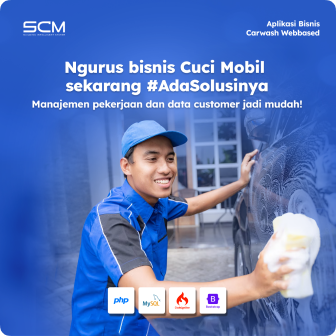 SCM
Aplikasi Bisnis
Carwash Webbased
Ngurus bisnis Cuci Mobil
sekarang #AdaSolusinya
Manajemen pekerjaan dan data customer jadi mudah!
php
MySQL
Bootstrap